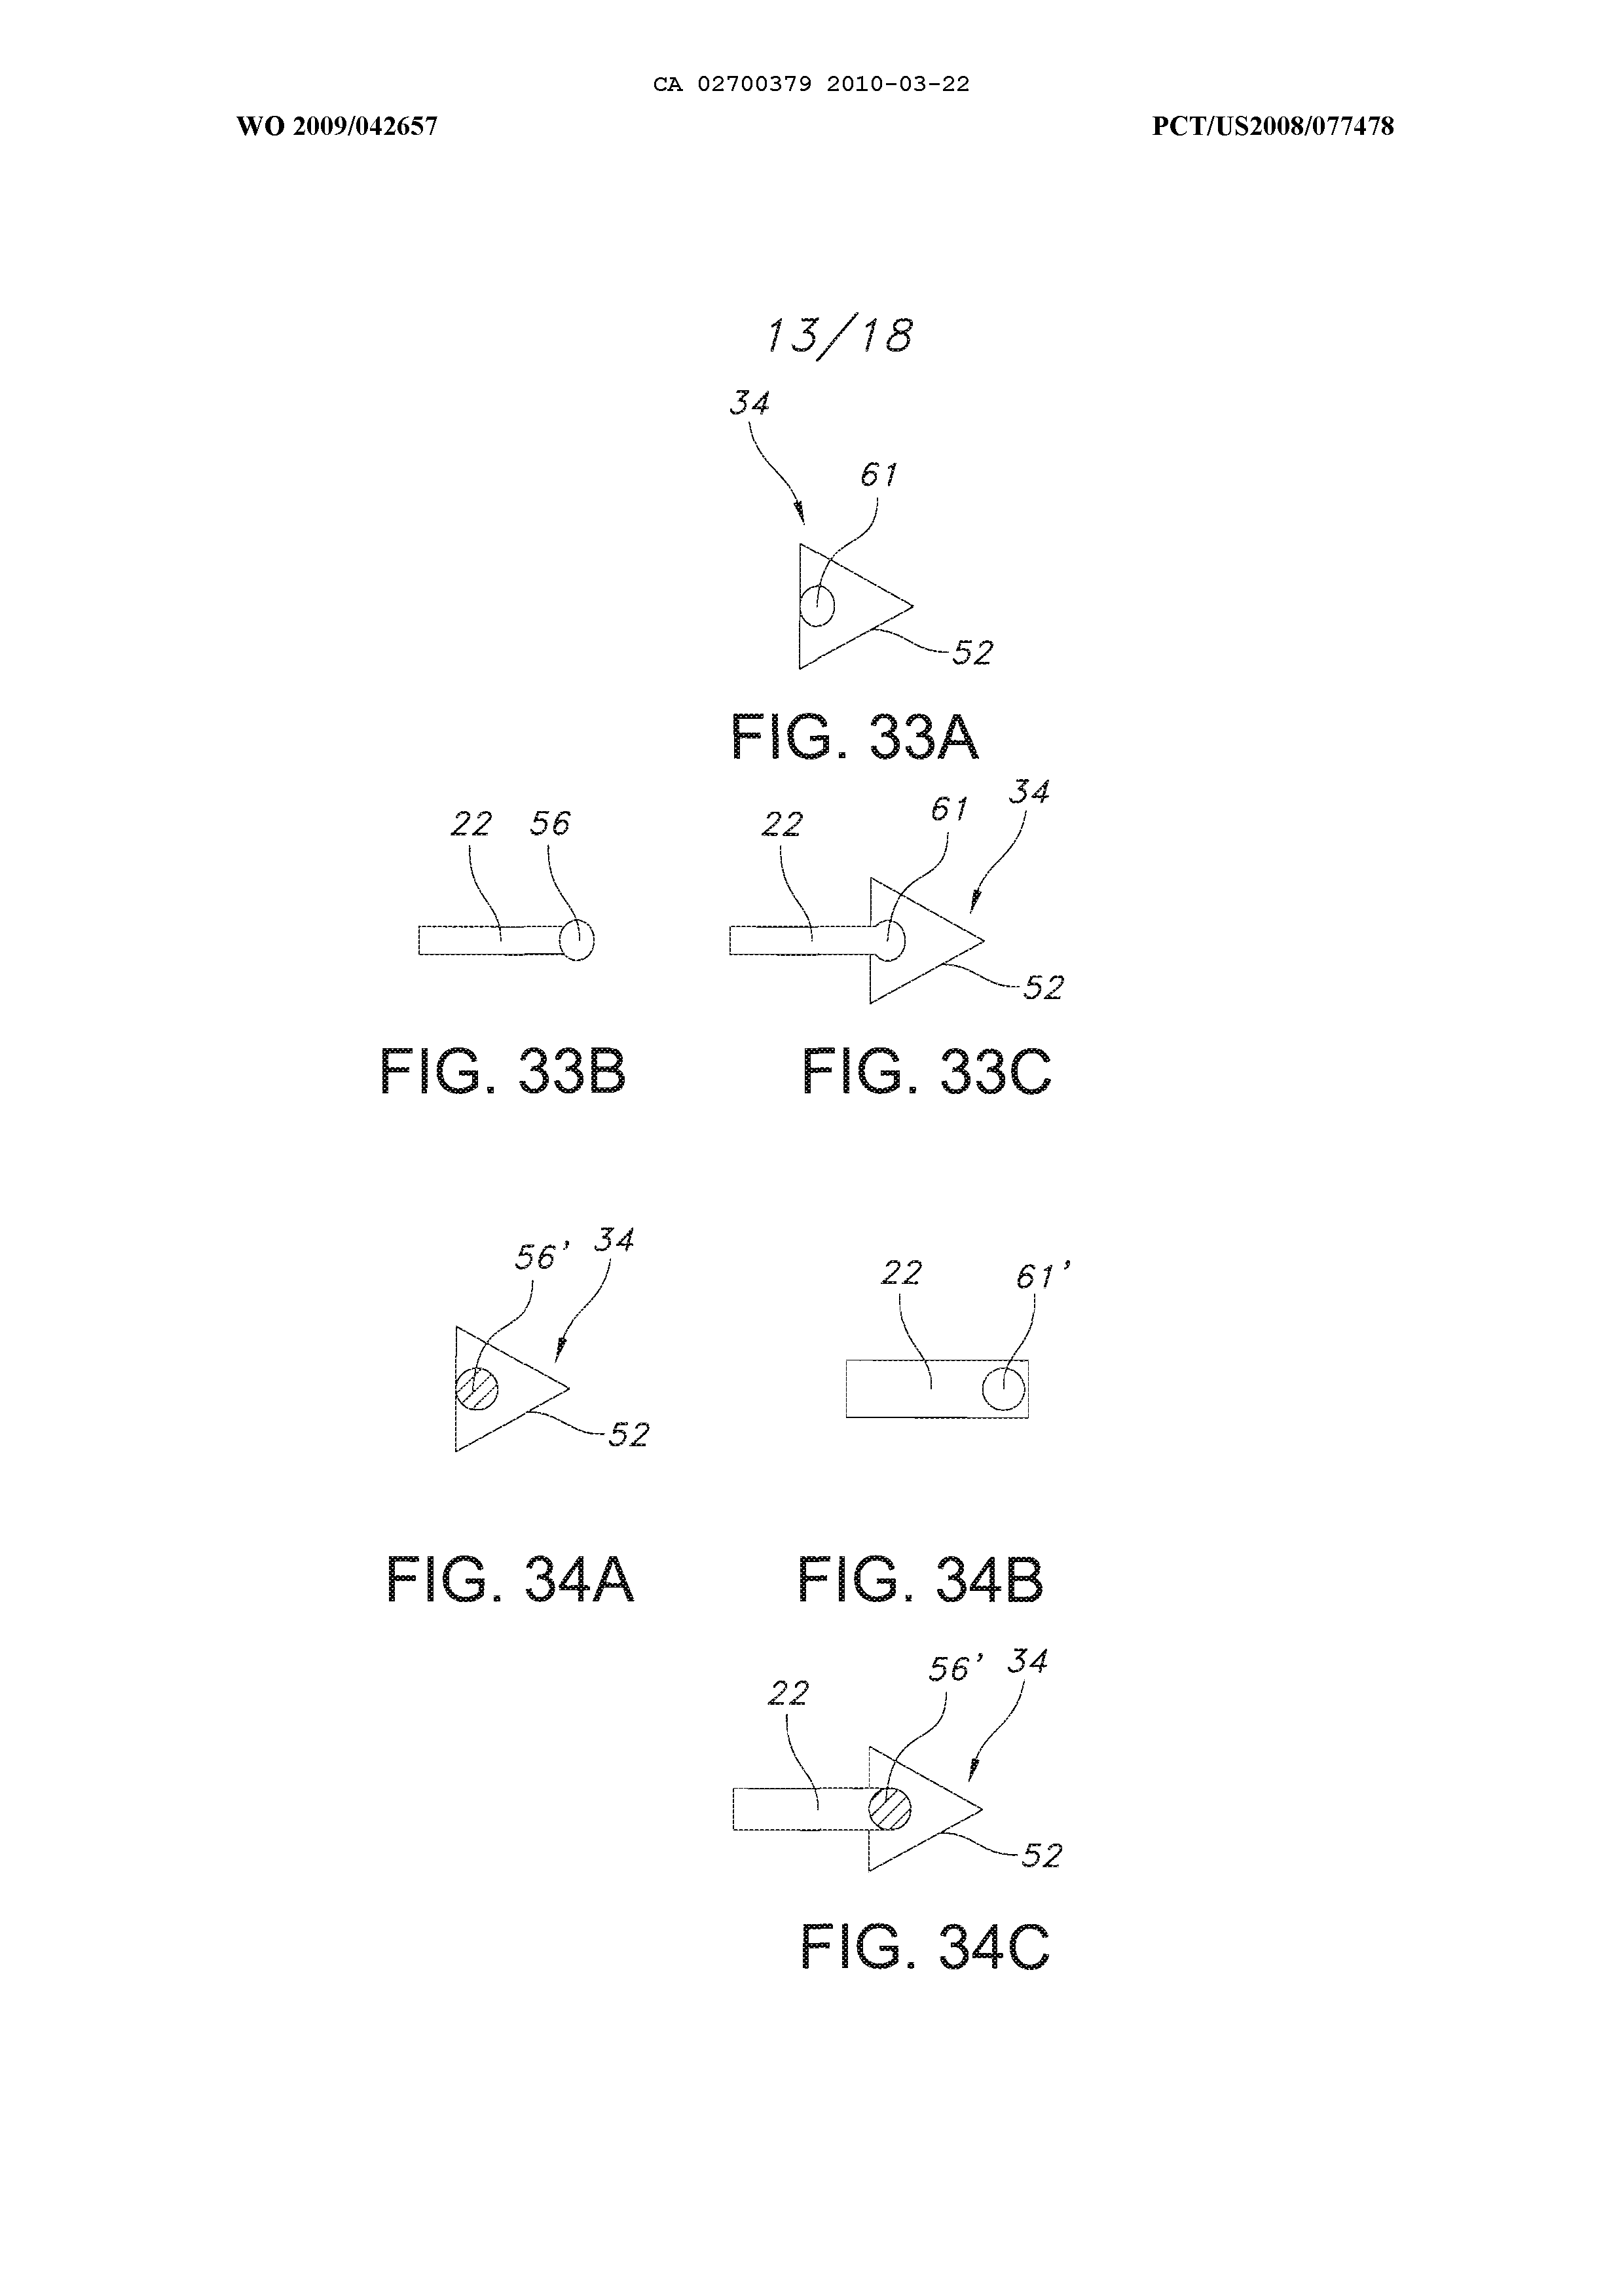 CA 02700379 2010-03-22
WO 2009/042657 PCT/US2008/077478
13/18
34
61
52
FIG. 33A
22 56
22 61 34
52
FIG. 33B FIG. 33C
56’ 34
52
22 61’
FIG. 34A FIG. 34B
22 56’ 34
52
FIG. 34C